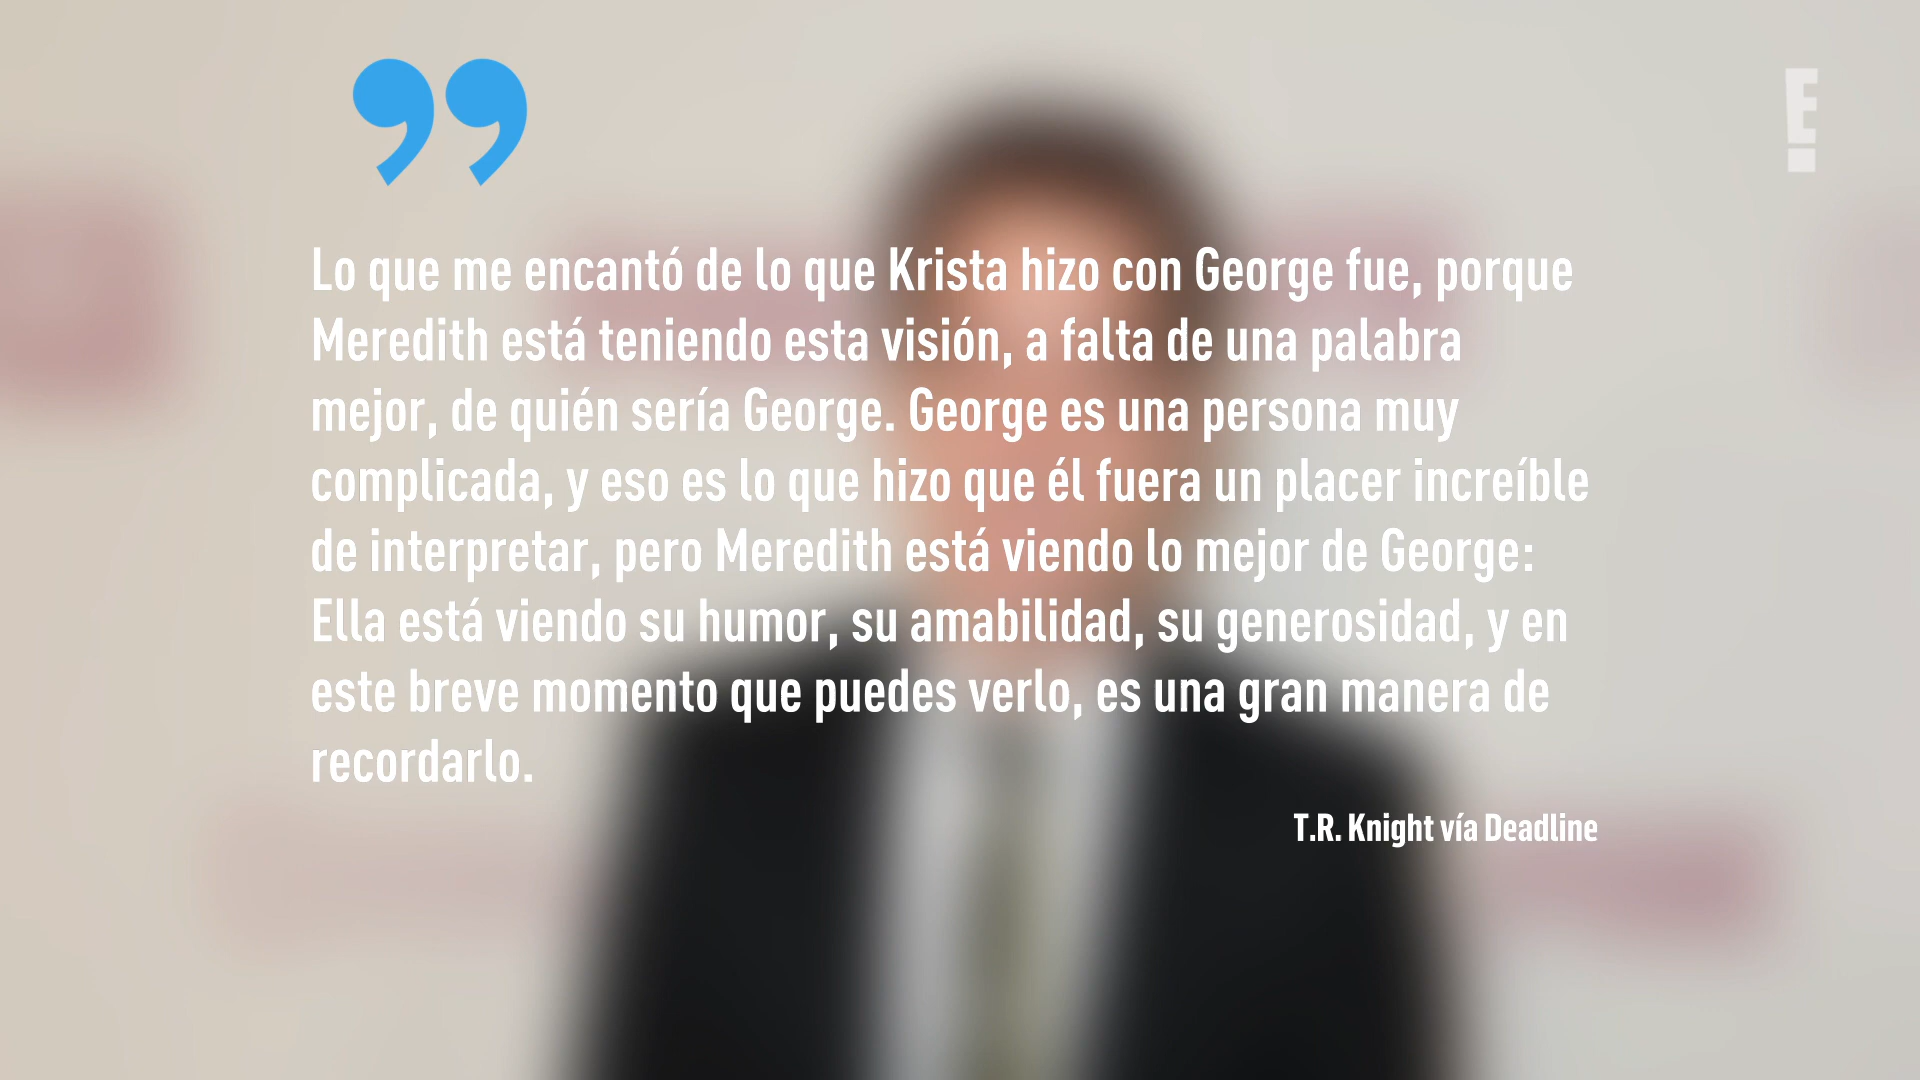 E!
Lo que me encantó de lo que Krista hizo con George fue, porque
Meredith está teniendo esta visión, a falta de una palabra
mejor, de quién sería George. George es una persona muy
complicada, y eso es lo que hizo que él fuera un placer increíble
de interpretar, pero Meredith está viendo lo mejor de George:
Ella está viendo su humor, su amabilidad, su generosidad, y en
este breve momento que puedes verlo, es una gran manera de
recordarlo.
T.R. Knight vía Deadline